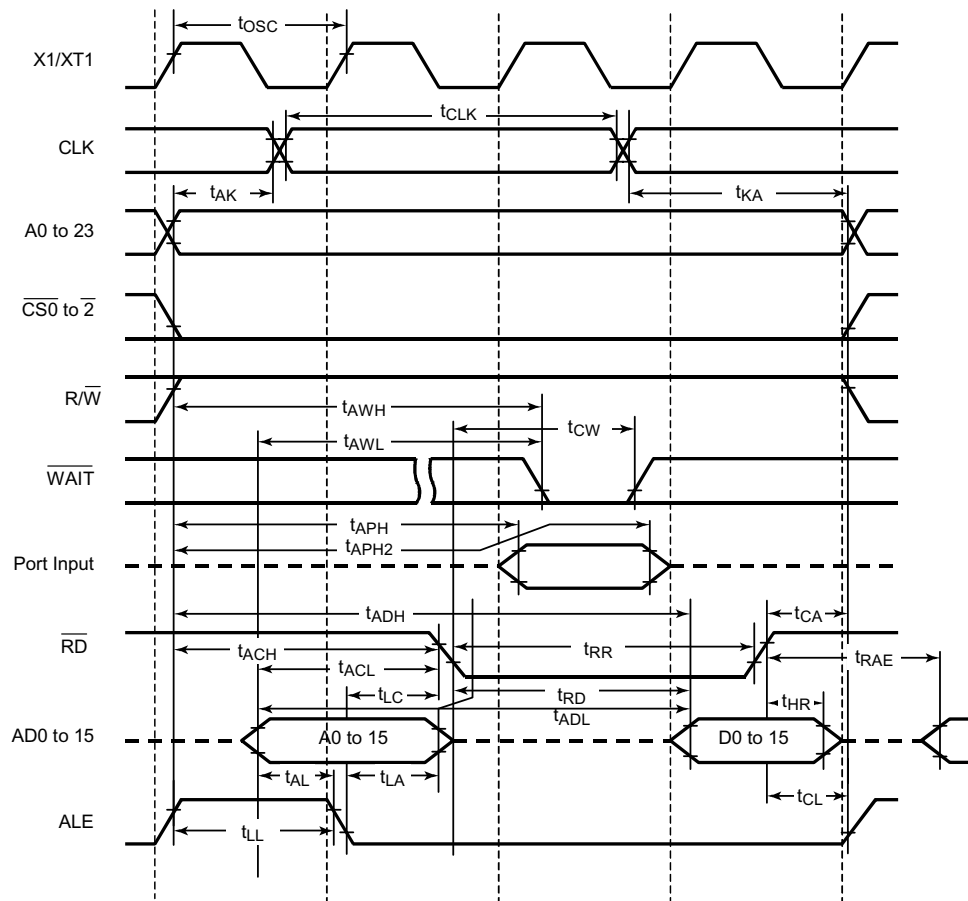 tOSC
X1/XT1
tCLK
CLK
tAK
tKA
A0 to 23
CS0 to 2
R/W
tAWH
tCW
tAWL
WAIT
tAPH
tAPH2
Port Input
tADH
tCA
RD
tACH
tRR
tRAE
tACL
tLC
tRD
tHR
tADL
AD0 to 15
A0 to 15
D0 to 15
tAL
tLA
tCL
ALE
tLL